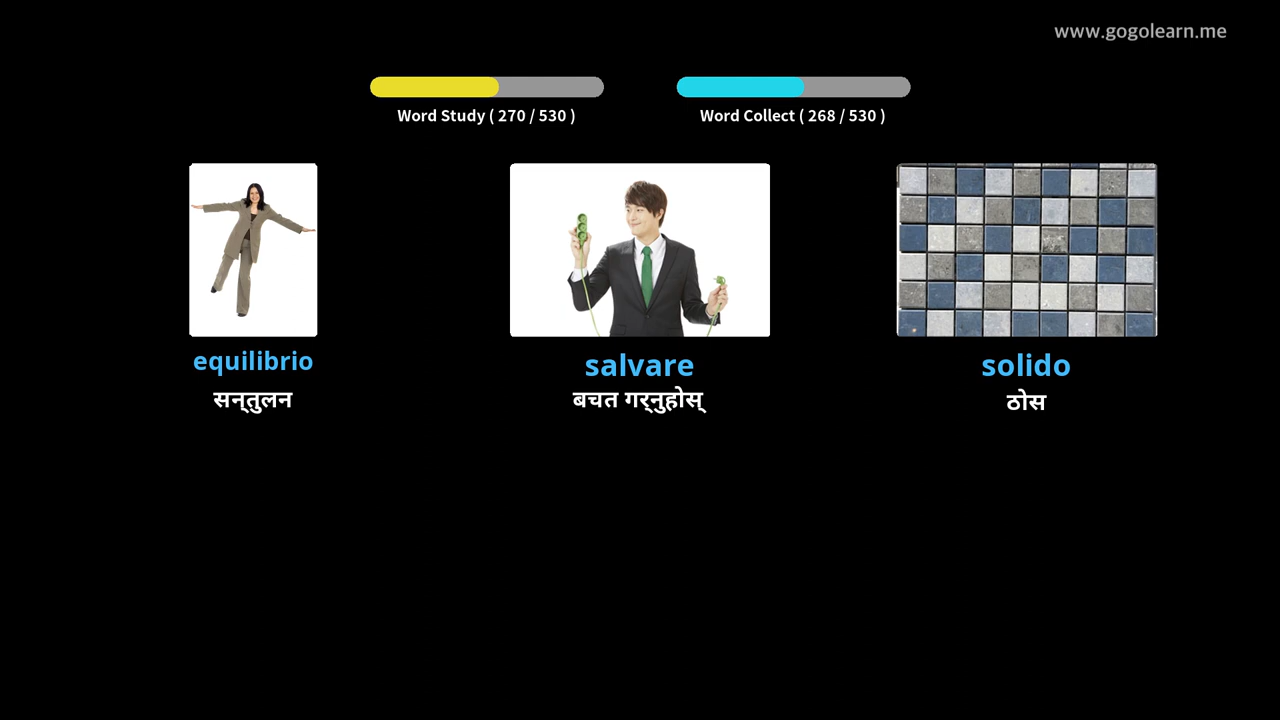 www.gogolearn.me
Word Study ( 270 / 530 )
Word Collect ( 268 / 530 )
equilibrio
सन्‌तुलन
salvare
बचत गर्‌नुहोस्
solido
ठोस